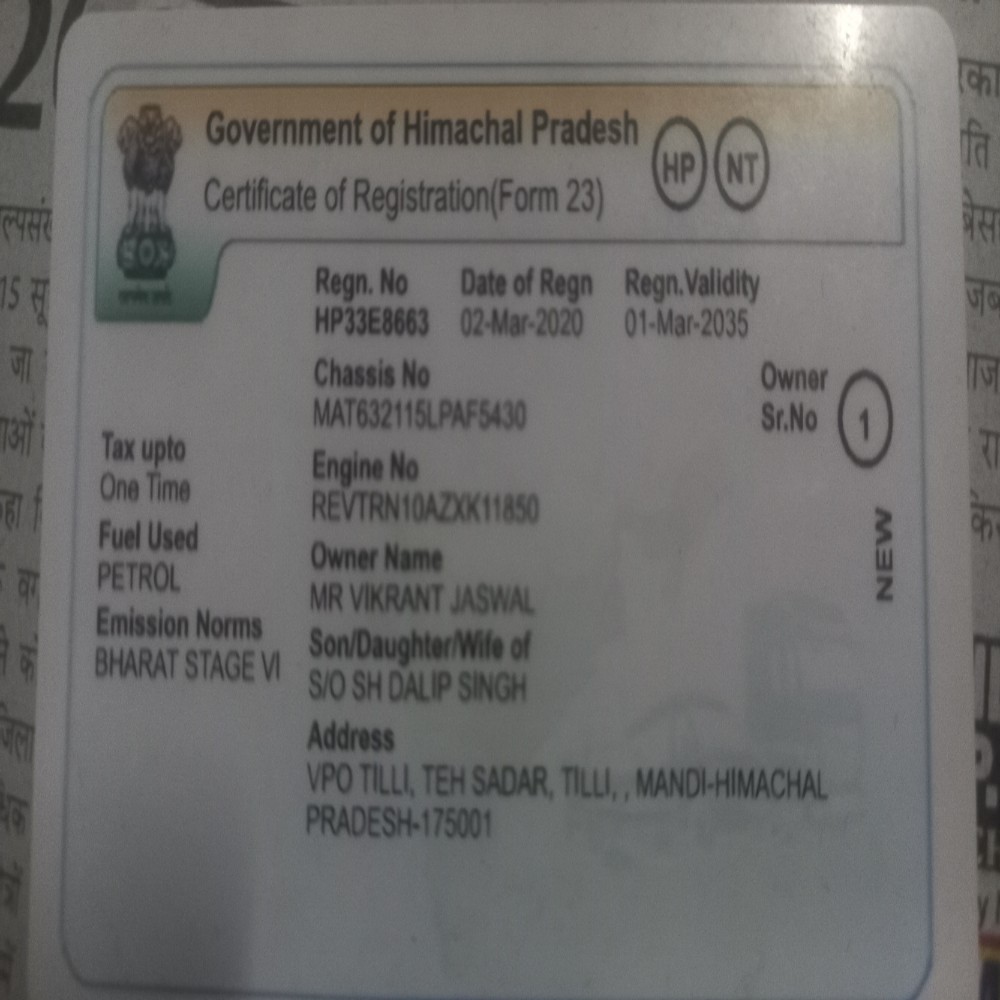 Government of Himachal Pradesh
HP NT
Certificate of Registration(Form 23)
Regn. No Date of Regn Regn.Validity
HP33E8663 02-Mar-2020 01-Mar-2035
Chassis No
MAT632115LPAF5430
Owner
Sr.No 1
Tax upto
One Time
Engine No
REVTRN10AZXK11850
NEW
Fuel Used
PETROL
Owner Name
MR VIKRANT JASWAL
Emission Norms
BHARAT STAGE VI
Son/Daughter/Wife of
S/O SH DALIP SINGH
Address
VPO TILLI, TEH SADAR, TILLI, , MANDI-HIMACHAL
PRADESH-175001
15 सू
जा